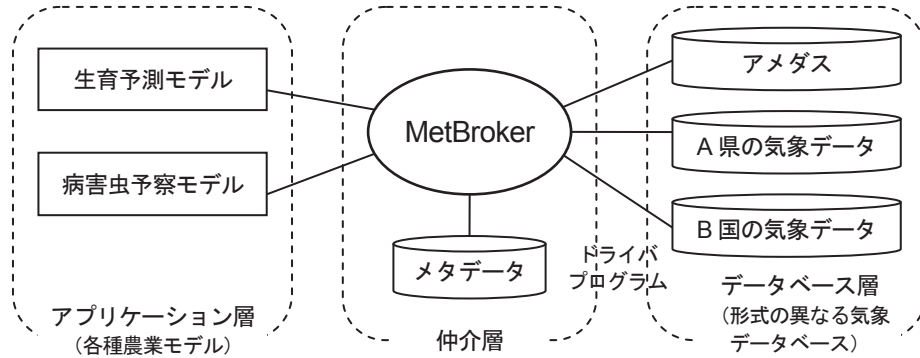 生育予測モデル
病害虫予察モデル
アプリケーション層
（各種農業モデル）
MetBroker
メタデータ
仲介層
ドライバ
プログラム
アメダス
A 県の気象データ
B 国の気象データ
データベース層
（形式の異なる気象
データベース）